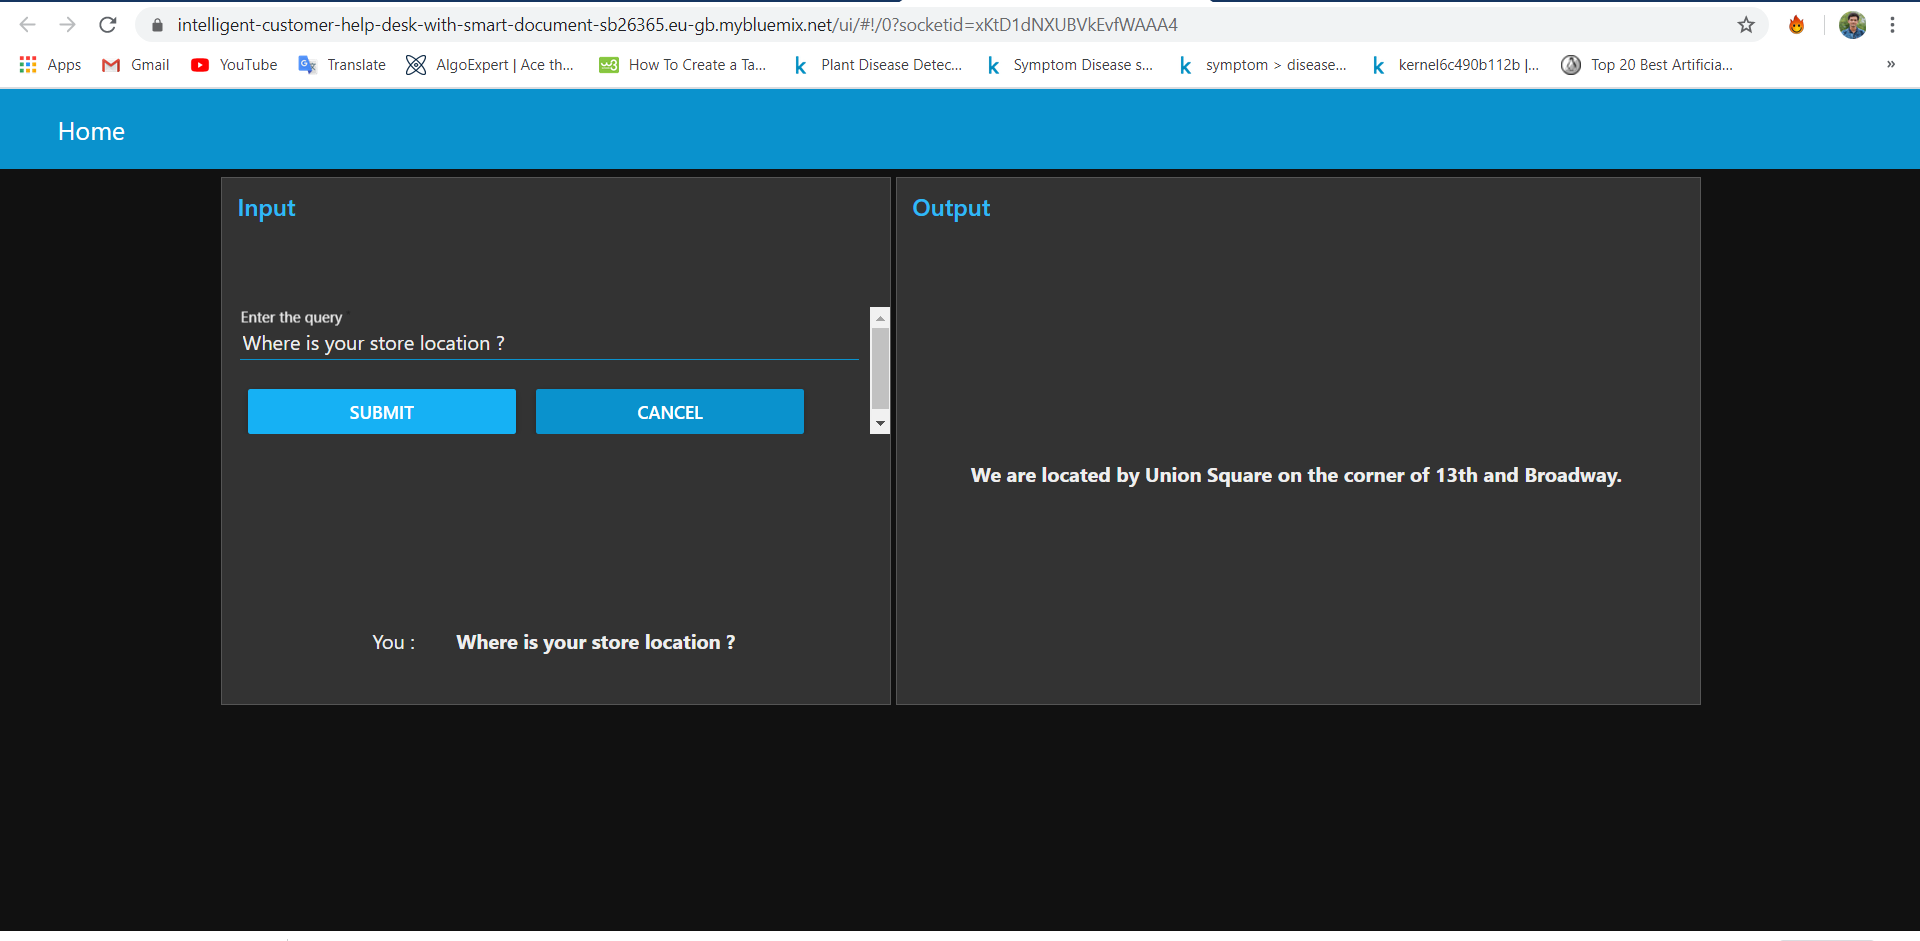 intelligent-customer-help-desk-with-smart-document-sb26365.eu-gb.mybluemix.net/ui/#!/0?socketid=xKtD1dNXUBVkEvfWAAA4
Apps Gmail YouTube Translate AlgoExpert | Ace th... How To Create a Ta... Plant Disease Detec... Symptom Disease s... symptom > disease... kernel6c490b112b |... Top 20 Best Artificia... »
Home
Input
Output
Enter the query
Where is your store location ?
SUBMIT CANCEL
We are located by Union Square on the corner of 13th and Broadway.
You : Where is your store location ?